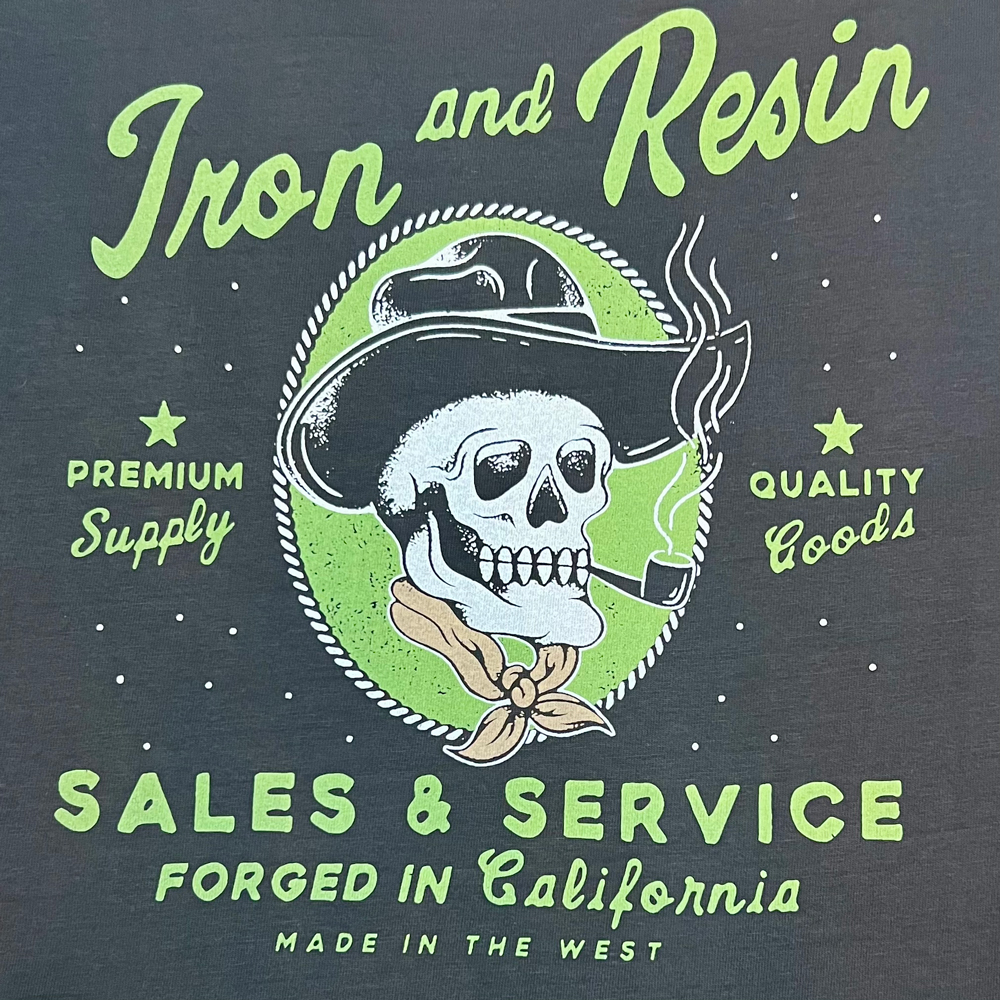 Iron and Resin
PREMIUM
Supply
QUALITY
Goods
SALES & SERVICE
FORGED IN California
MADE IN THE WEST